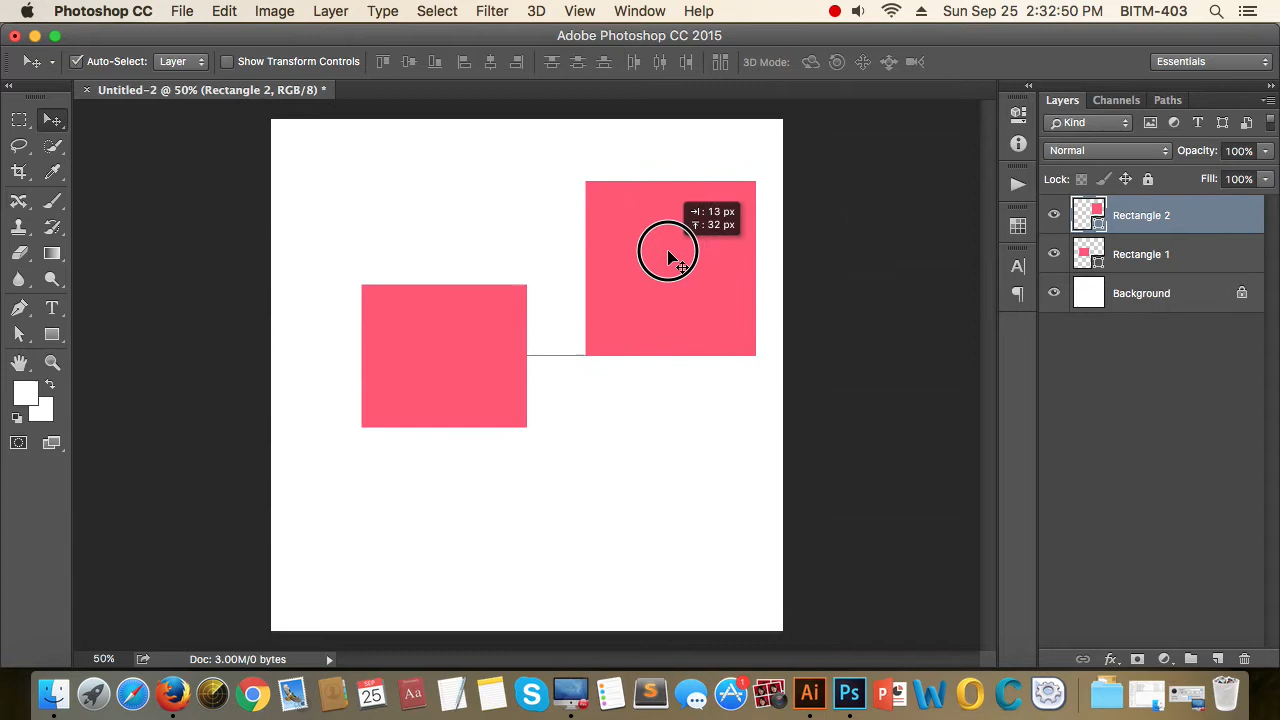 Photoshop CC File Edit Image Layer Type Select Filter 3D View Window Help Sun Sep 25 2:32:50 PM BITM-403
Adobe Photoshop CC 2015
Auto-Select: Layer Show Transform Controls 3D Mode: Essentials
× Untitled-2 @ 50% (Rectangle 2, RGB/8) *
Layers Channels Paths
Kind
Normal Opacity: 100%
Lock: Fill: 100%
: 13 px
: 32 px
Rectangle 2
Rectangle 1
Background
50% Doc: 3.00M/0 bytes